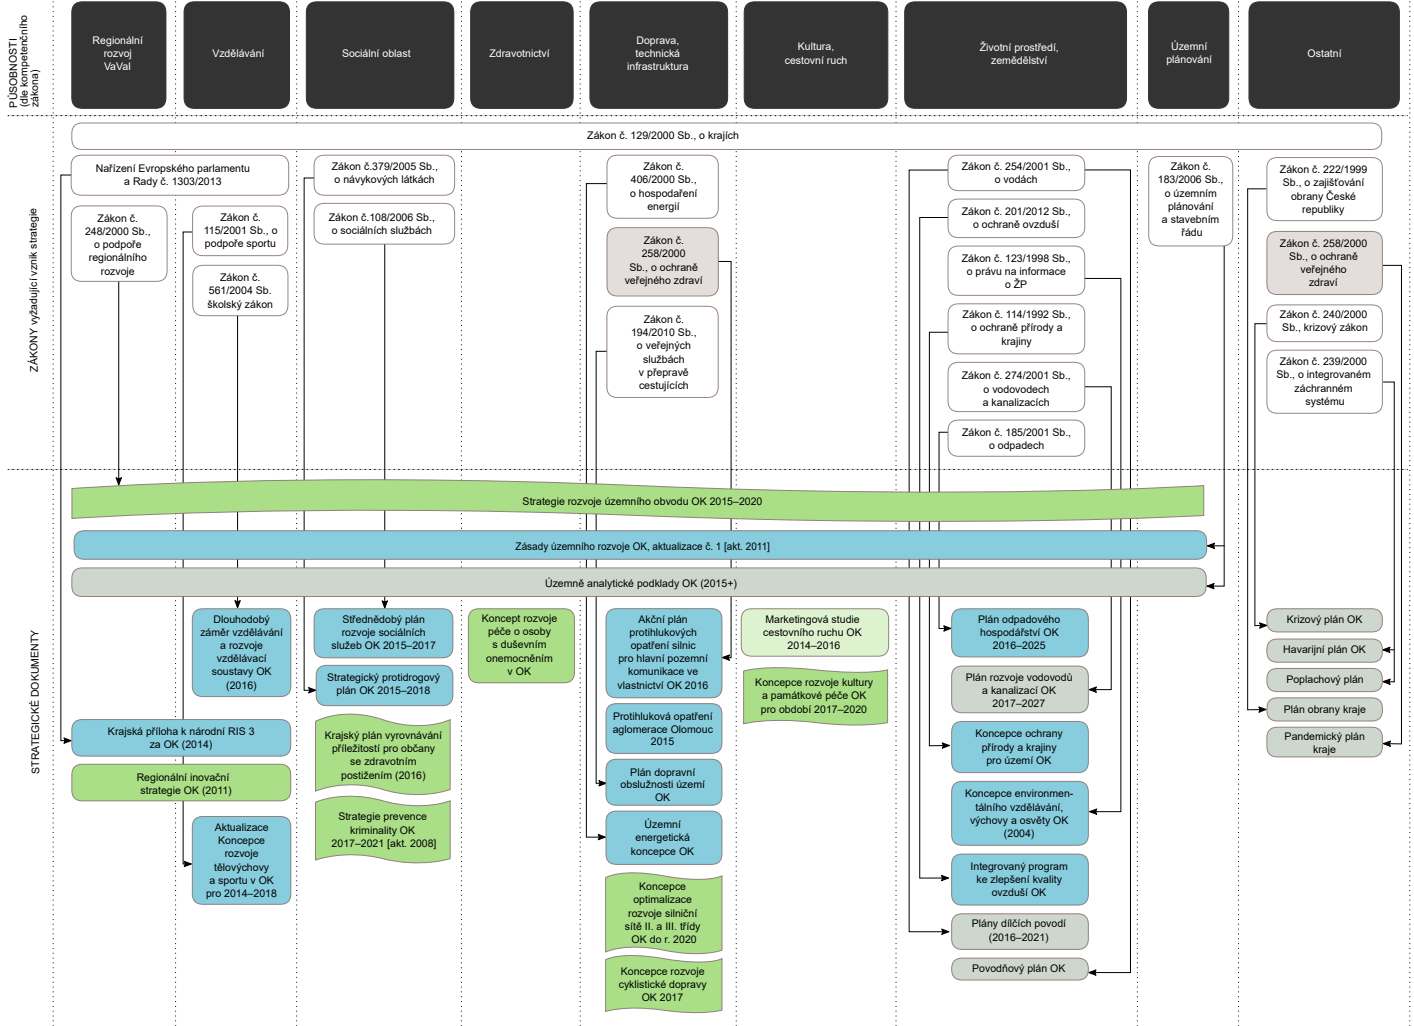 PŮSOBNOSTI
(dle kompetenčního
zákona)
Regionální
rozvoj
VaVaI
Vzdělávání
Sociální oblast
Zdravotnictví
Doprava,
technická
infrastruktura
Kultura,
cestovní ruch
Životní prostředí,
zemědělství
Územní
plánování
Ostatní
ZÁKONY vyžadující vznik strategie
Zákon č. 129/2000 Sb., o krajích
Nařízení Evropského parlamentu
a Rady č. 1303/2013
Zákon č.
248/2000 Sb.,
o podpoře
regionálního
rozvoje
Zákon č.
115/2001 Sb., o
podpoře sportu
Zákon č.
561/2004 Sb.
školský zákon
Zákon č.379/2005 Sb.,
o návykových látkách
Zákon č.108/2006 Sb.,
o sociálních službách
Zákon č.
406/2000 Sb.,
o hospodaření
energií
Zákon č.
258/2000
Sb., o ochraně
veřejného zdraví
Zákon č.
194/2010 Sb.,
o veřejných
službách
v přepravě
cestujících
Zákon č. 254/2001 Sb.,
o vodách
Zákon č. 201/2012 Sb.,
o ochraně ovzduší
Zákon č. 123/1998 Sb.,
o právu na informace
o ŽP
Zákon č. 114/1992 Sb.,
o ochraně přírody a
krajiny
Zákon č. 274/2001 Sb.,
o vodovodech
a kanalizacích
Zákon č. 185/2001 Sb.,
o odpadech
Zákon č.
183/2006 Sb.,
o územním
plánování
a stavebním
řádu
Zákon č. 222/1999
Sb., o zajišťování
obrany České
republiky
Zákon č. 258/2000
Sb., o ochraně
veřejného
zdraví
Zákon č. 240/2000
Sb., krizový zákon
Zákon č. 239/2000
Sb., o integrovaném
záchranném
systému
STRATEGICKÉ DOKUMENTY
Strategie rozvoje územního obvodu OK 2015–2020
Zásady územního rozvoje OK, aktualizace č. 1 [akt. 2011]
Územně analytické podklady OK (2015+)
Dlouhodobý
záměr vzdělávání
a rozvoje
vzdělávací
soustavy OK
(2016)
Krajská příloha k národní RIS 3
za OK (2014)
Regionální inovační
strategie OK (2011)
Aktualizace
Koncepce
rozvoje
tělovýchovy
a sportu v OK
pro 2014–2018
Střednědobý plán
rozvoje sociálních
služeb OK 2015–2017
Strategický protidrogový
plán OK 2015–2018
Krajský plán vyrovnávání
příležitostí pro občany
se zdravotním
postižením (2016)
Strategie prevence
kriminality OK
2017–2021 [akt. 2008]
Koncept rozvoje
péče o osoby
s duševním
onemocněním
v OK
Akční plán
protihlukových
opatření silnic
pro hlavní pozemní
komunikace ve
vlastnictví OK 2016
Protihluková opatření
aglomerace Olomouc
2015
Plán dopravní
obslužnosti území
OK
Územní
energetická
koncepce OK
Koncepce
optimalizace
rozvoje silniční
sítě II. a III. třídy
OK do r. 2020
Koncepce rozvoje
cyklistické dopravy
OK 2017
Marketingová studie
cestovního ruchu OK
2014–2016
Koncepce rozvoje kultury
a památkové péče OK
pro období 2017–2020
Plán odpadového
hospodářství OK
2016–2025
Plán rozvoje vodovodů
a kanalizací OK
2017–2027
Koncepce ochrany
přírody a krajiny
pro území OK
Koncepce environmen-
tálního vzdělávání,
výchovy a osvěty OK
(2004)
Integrovaný program
ke zlepšení kvality
ovzduší OK
Plány dílčích povodí
(2016–2021)
Povodňový plán OK
Krizový plán OK
Havarijní plán OK
Poplachový plán
Plán obrany kraje
Pandemický plán
kraje